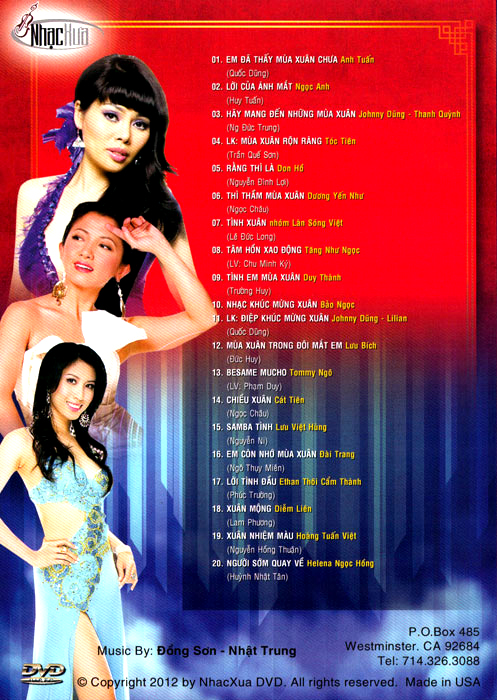 NhạcXưa
01. EM ĐÃ THẤY MÙA XUÂN CHƯA Anh Tuấn
(Quốc Dũng)
02. LỜI CỦA ÁNH MẮT Ngọc Anh
(Huy Tuấn)
03. HÃY MANG ĐẾN NHỮNG MÙA XUÂN Johnny Dũng - Thanh Quỳnh
(Ng Đức Trung)
04. LK: MÙA XUÂN RỘN RÀNG Tóc Tiên
(Trần Quế Sơn)
05. RẰNG THÌ LÀ Don Hồ
(Nguyễn Đình Lợi)
06. THÌ THẦM MÙA XUÂN Dương Yến Như
(Ngọc Châu)
07. TÌNH XUÂN nhóm Làn Sóng Việt
(Lê Đức Long)
08. TÂM HỒN XAO ĐỘNG Tăng Như Ngọc
(LV: Chu Minh Ký)
09. TÌNH EM MÙA XUÂN Duy Thành
(Trường Huy)
10. NHẠC KHÚC MỪNG XUÂN Bảo Ngọc
11. LK: ĐIỆP KHÚC MỪNG XUÂN Johnny Dũng - Lilian
(Quốc Dũng)
12. MÙA XUÂN TRONG ĐÔI MẮT EM Lưu Bích
(Đức Huy)
13. BESAME MUCHO Tommy Ngô
(LV: Phạm Duy)
14. CHIỀU XUÂN Cát Tiên
(Ngọc Châu)
15. SAMBA TÌNH Lưu Việt Hùng
(Nguyễn Ni)
16. EM CÒN NHỚ MÙA XUÂN Đài Trang
(Ngô Thụy Miên)
17. LỜI TÌNH ĐẦU Ethan Thôi Cẩm Thành
(Phúc Trường)
18. XUÂN MỘNG Diễm Liên
(Lam Phương)
19. XUÂN NHIỆM MÀU Hoàng Tuấn Việt
(Nguyễn Hồng Thuận)
20. NGƯỜI SỚM QUAY VỀ Helena Ngọc Hồng
(Huỳnh Nhật Tân)
P.O.Box 485
Westminster. CA 92684
Tel: 714.326.3088
Music By: Đồng Sơn - Nhật Trung
DVD
© Copyright 2012 by NhacXua DVD. All rights reserved. Made in USA